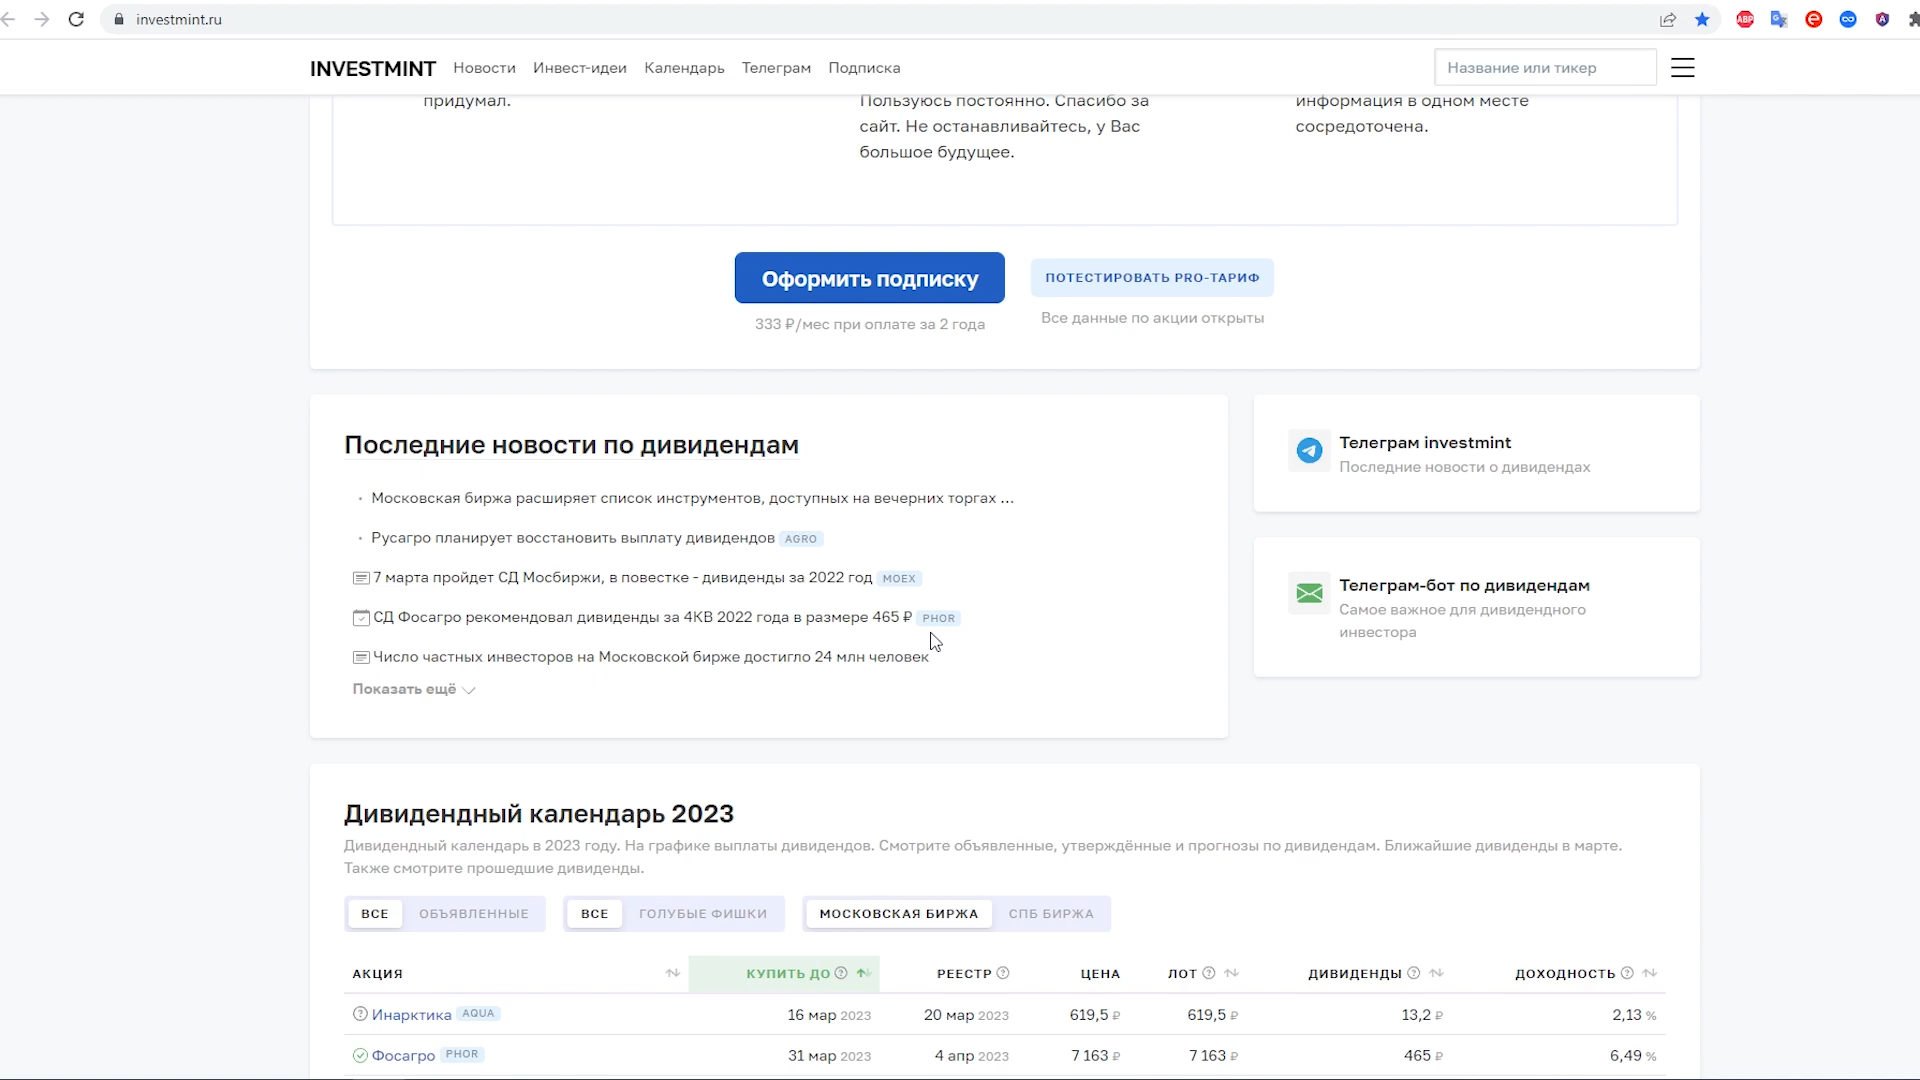 investmint.ru
ABP
INVESTMINT Новости Инвест-идеи Календарь Телеграм Подписка Название или тикер
придумал.
Пользуюсь постоянно. Спасибо за
сайт. Не останавливайтесь, у Вас
большое будущее.
информация в одном месте
сосредоточена.
Оформить подписку
333 ₽/мес при оплате за 2 года
ПОТЕСТИРОВАТЬ PRO-ТАРИФ
Все данные по акции открыты
Последние новости по дивидендам
Московская биржа расширяет список инструментов, доступных на вечерних торгах ...
Русагро планирует восстановить выплату дивидендов AGRO
7 марта пройдет СД Мосбиржи, в повестке - дивиденды за 2022 год MOEX
СД Фосагро рекомендовал дивиденды за 4КВ 2022 года в размере 465 ₽ PHOR
Число частных инвесторов на Московской бирже достигло 24 млн человек
Показать ещё
Телеграм investmint
Последние новости о дивидендах
Телеграм-бот по дивидендам
Самое важное для дивидендного
инвестора
Дивидендный календарь 2023
Дивидендный календарь в 2023 году. На графике выплаты дивидендов. Смотрите объявленные, утверждённые и прогнозы по дивидендам. Ближайшие дивиденды в марте.
Также смотрите прошедшие дивиденды.
ВСЕ ОБЪЯВЛЕННЫЕ ВСЕ ГОЛУБЫЕ ФИШКИ МОСКОВСКАЯ БИРЖА СПБ БИРЖА
АКЦИЯ КУПИТЬ ДО РЕЕСТР ЦЕНА ЛОТ ДИВИДЕНДЫ ДОХОДНОСТЬ
Инарктика AQUA 16 мар 2023 20 мар 2023 619,5 ₽ 619,5 ₽ 13,2 ₽ 2,13 %
Фосагро PHOR 31 мар 2023 4 апр 2023 7 163 ₽ 7 163 ₽ 465 ₽ 6,49 %